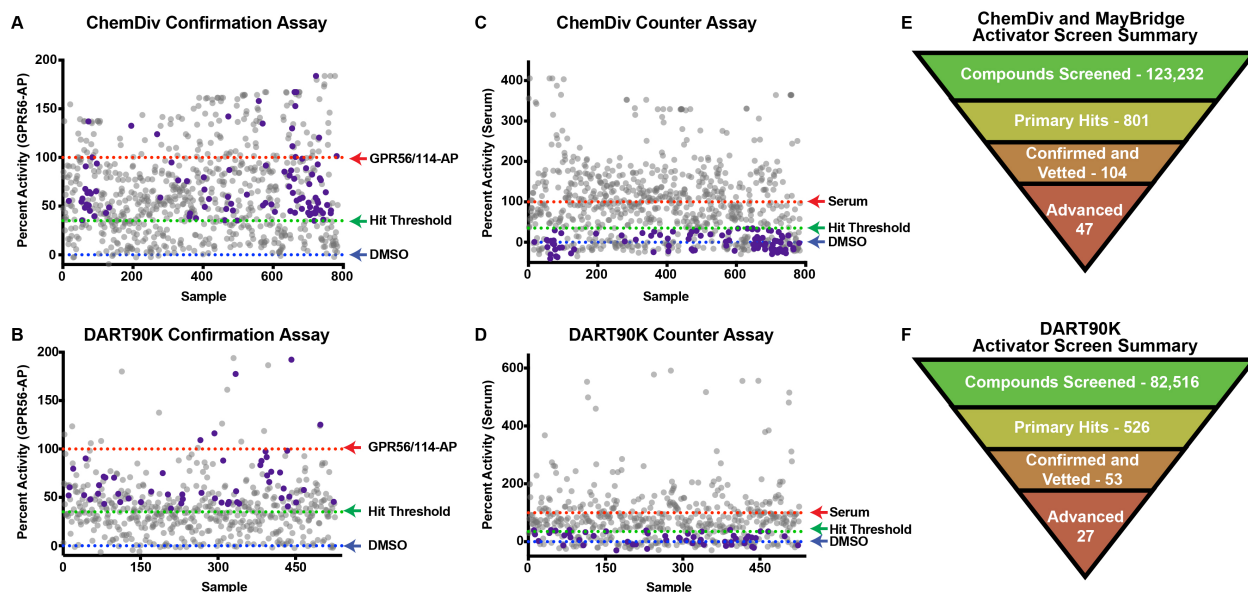 A
ChemDiv Confirmation Assay
Percent Activity (GPR56-AP)
200
150
100
50
0
0
200
400
600
800
Sample
GPR56/114-AP
Hit Threshold
DMSO
C
ChemDiv Counter Assay
Percent Activity (Serum)
400
300
200
100
0
0
200
400
600
800
Sample
Serum
Hit Threshold
DMSO
E
ChemDiv and MayBridge
Activator Screen Summary
Compounds Screened - 123,232
Primary Hits - 801
Confirmed and
Vetted - 104
Advanced
47
B
DART90K Confirmation Assay
Percent Activity (GPR56-AP)
200
150
100
50
0
0
150
300
450
Sample
GPR56/114-AP
Hit Threshold
DMSO
D
DART90K Counter Assay
Percent Activity (Serum)
600
400
200
0
0
150
300
450
Sample
Serum
Hit Threshold
DMSO
F
DART90K
Activator Screen Summary
Compounds Screened - 82,516
Primary Hits - 526
Confirmed and
Vetted - 53
Advanced
27